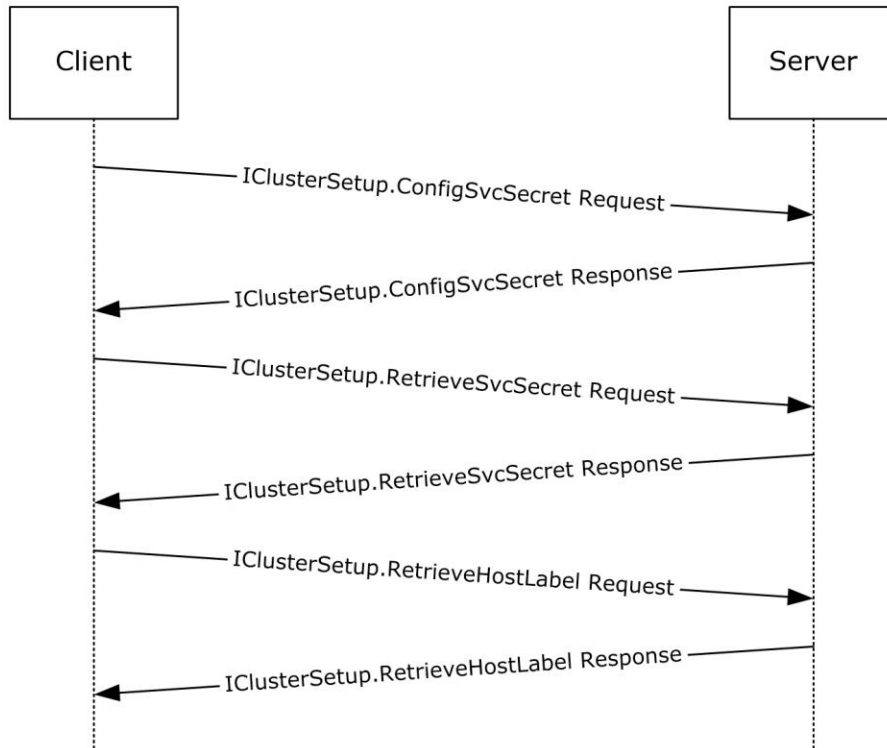 Client
Server
IClusterSetup.ConfigSvcSecret Request
IClusterSetup.ConfigSvcSecret Response
IClusterSetup.RetrieveSvcSecret Request
IClusterSetup.RetrieveSvcSecret Response
IClusterSetup.RetrieveHostLabel Request
IClusterSetup.RetrieveHostLabel Response